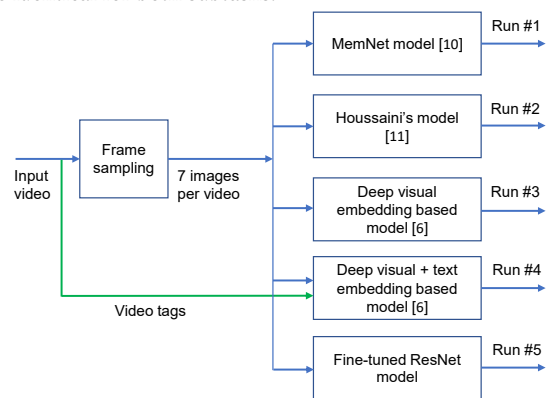 MemNet model [10]
Run #1
Houssaini's model
[11]
Run #2
Frame
sampling
Input
video
7 images
per video
Deep visual
embedding based
model [6]
Run #3
Deep visual + text
embedding based
model [6]
Run #4
Video tags
Fine-tuned ResNet
model
Run #5